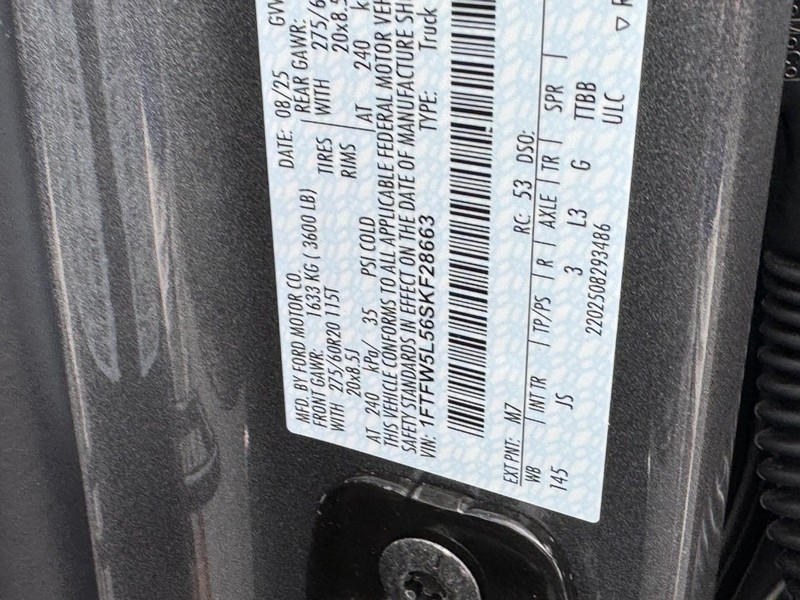 MFD. BY FORD MOTOR CO.
DATE: 08/25
GV
FRONT GAWR:
1633 KG ( 3600 LB)
REAR GAWR:
WITH 275/60R20 115T
TIRES
WITH 275/6
20x8.5J
RIMS
20x8.5
AT 240 kPa/ 35 PSI COLD
AT 240 k
THIS VEHICLE CONFORMS TO ALL APPLICABLE FEDERAL MOTOR VEH
SAFETY STANDARDS IN EFFECT ON THE DATE OF MANUFACTURE SH
VIN: 1FTFW5L56SKF28663
TYPE: Truck
EXT PNT: M7
RC: 53 DSO:
WB
INT TR
TP/PS
R
AXLE
TR
SPR
145
JS
3
L3
G
TTBB
2202508293486
ULC